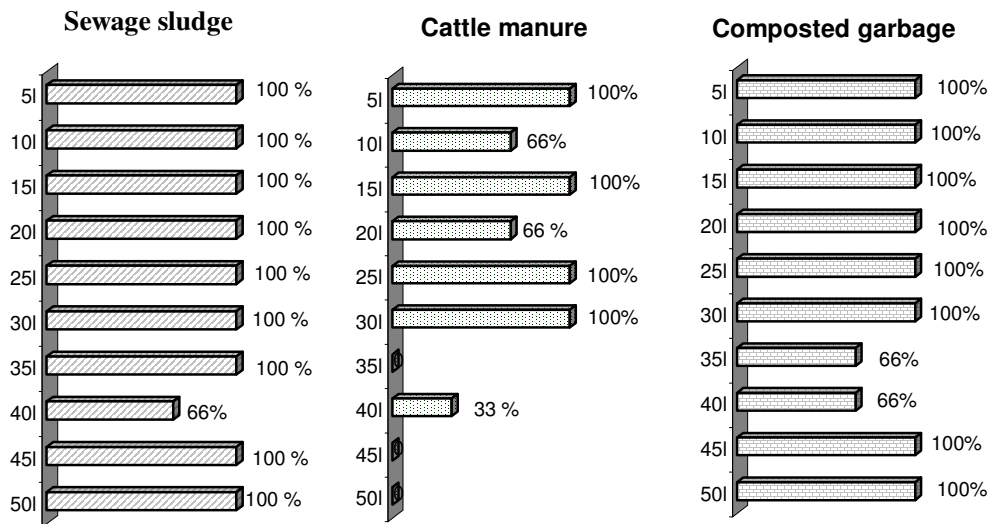 Sewage sludge
5l 100 %
10l 100 %
15l 100 %
20l 100 %
25l 100 %
30l 100 %
35l 100 %
40l 66%
45l 100 %
50l 100 %
Cattle manure
5l 100%
10l 66%
15l 100%
20l 66 %
25l 100%
30l 100%
35l 0
40l 33 %
45l 0
50l 0
Composted garbage
5l 100%
10l 100%
15l 100%
20l 100%
25l 100%
30l 100%
35l 66%
40l 66%
45l 100%
50l 100%